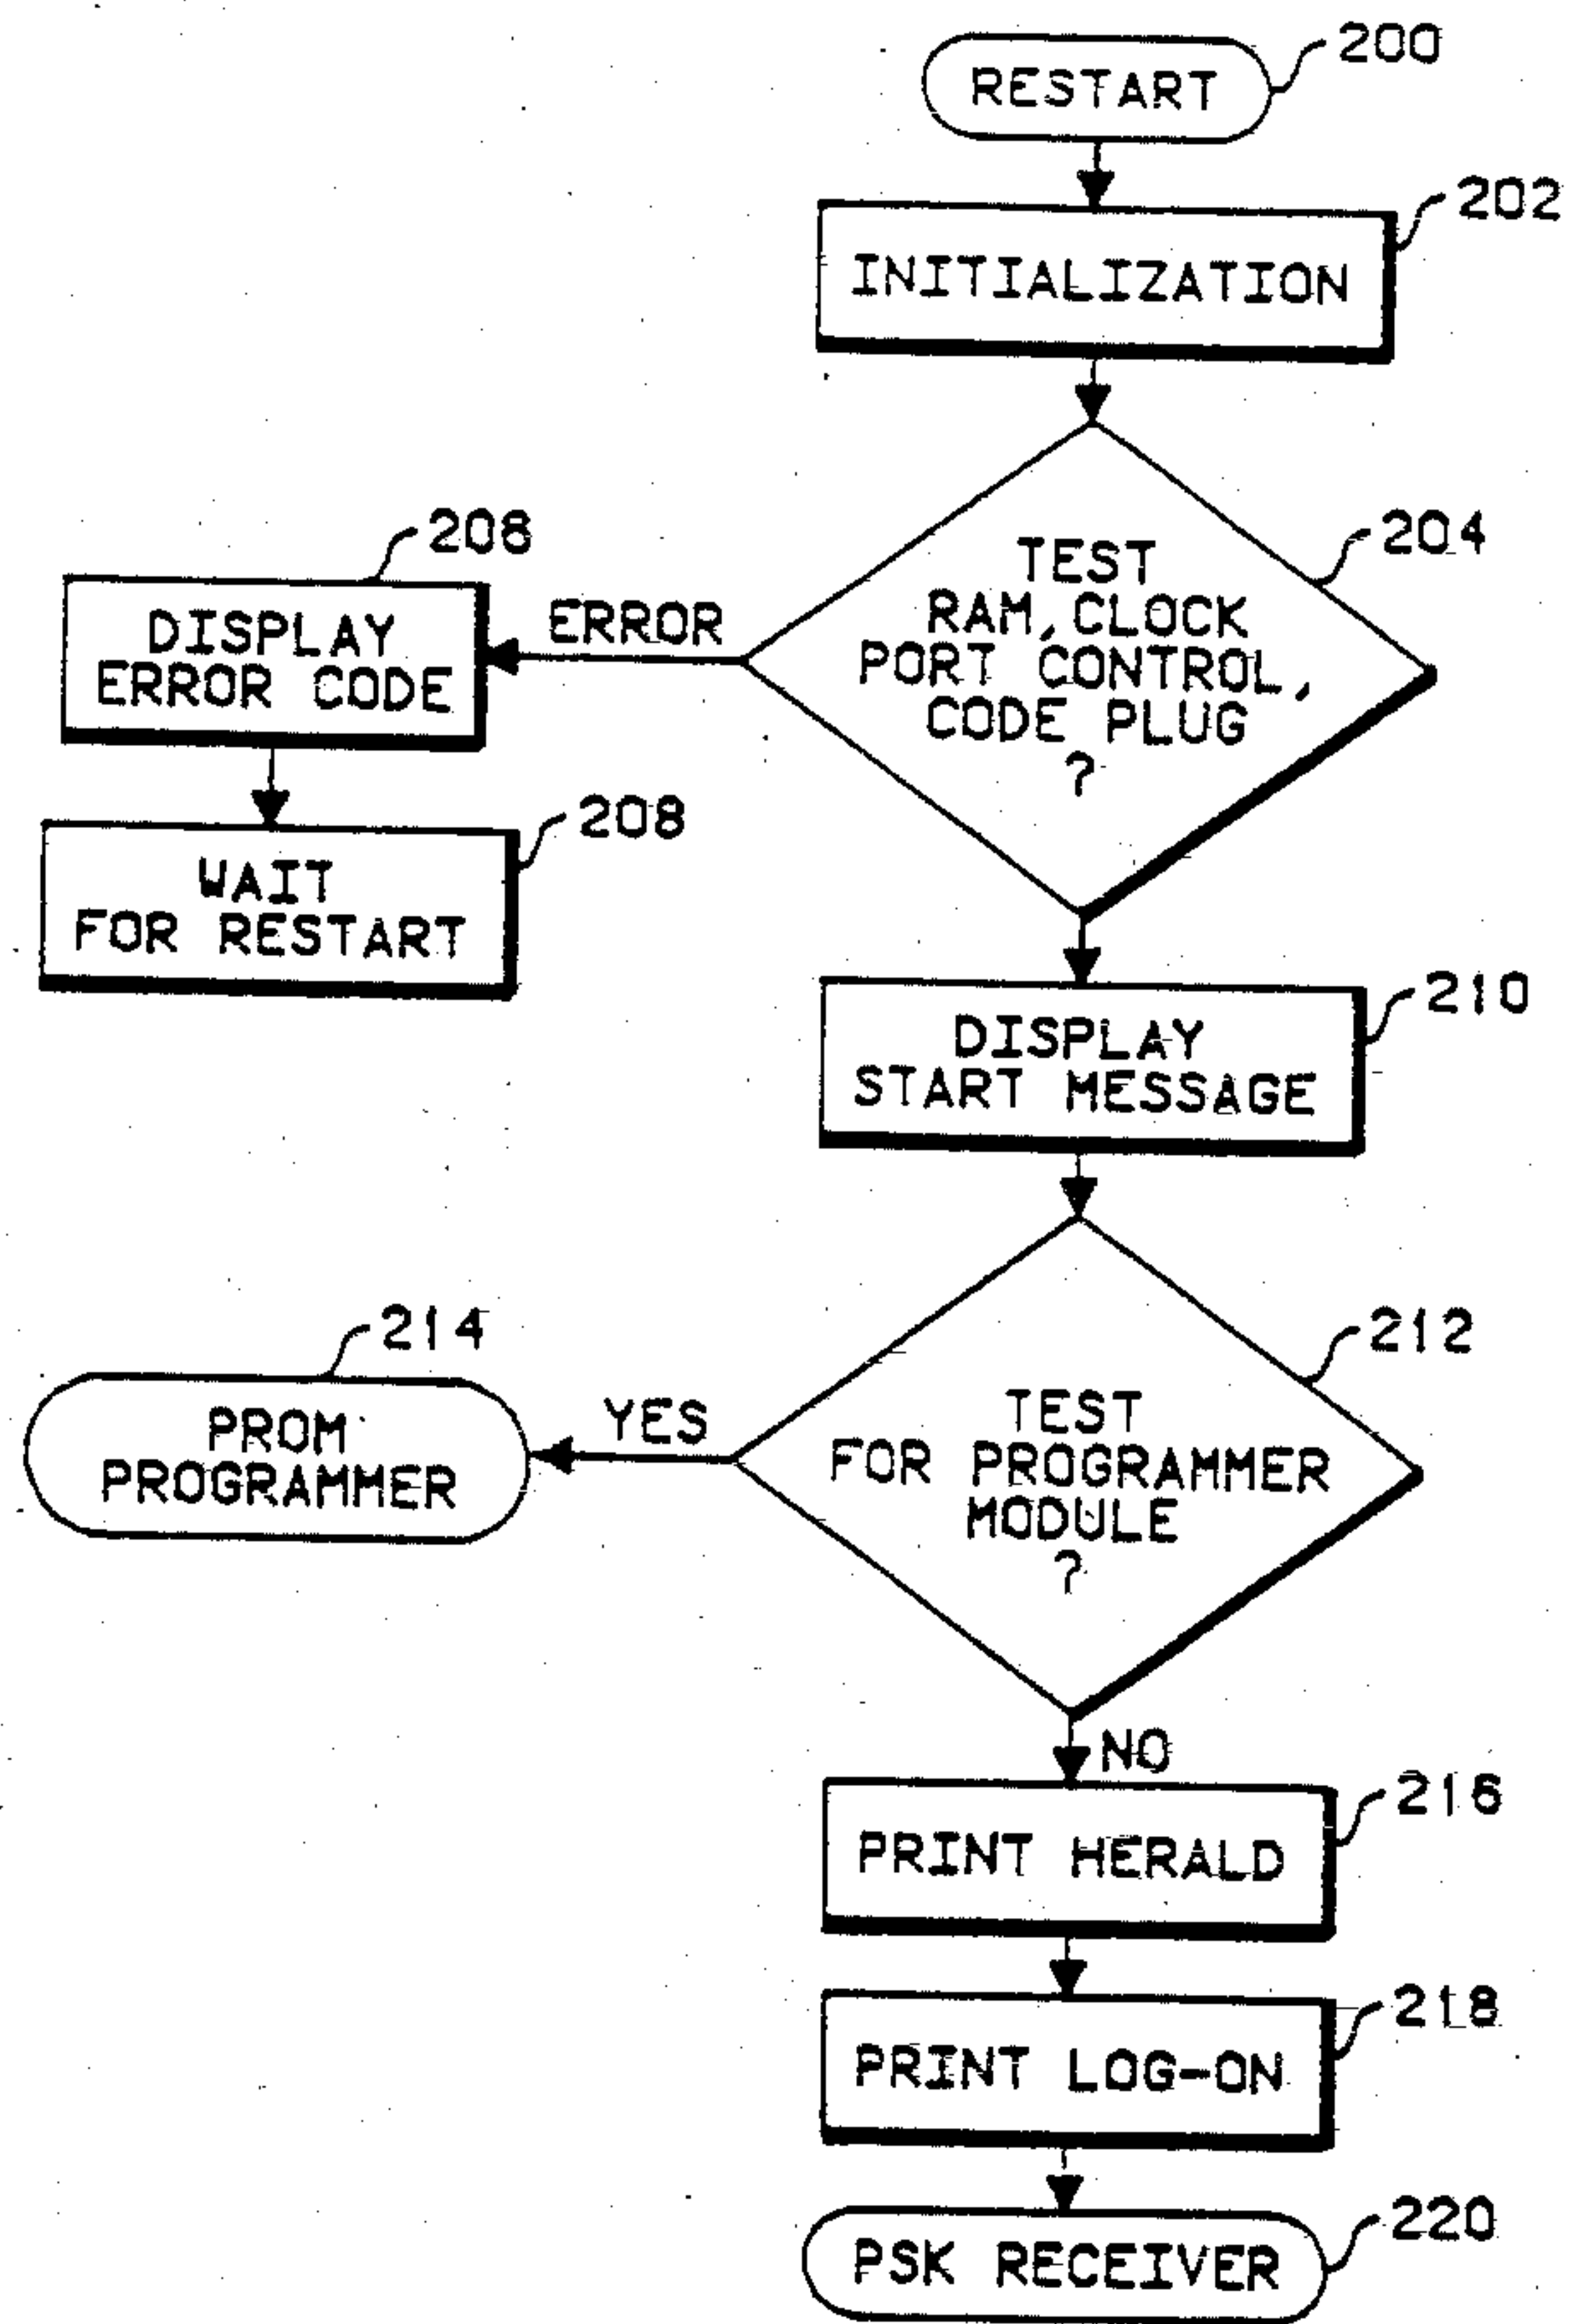 RESTART
200
INITIALIZATION
202
TEST
RAM, CLOCK
PORT CONTROL,
CODE PLUG
?
204
ERROR
DISPLAY
ERROR CODE
208
WAIT
FOR RESTART
208
DISPLAY
START MESSAGE
210
TEST
FOR PROGRAMMER
MODULE
?
212
YES
PROM
PROGRAMMER
214
NO
PRINT HERALD
216
PRINT LOG-ON
218
PSK RECEIVER
220